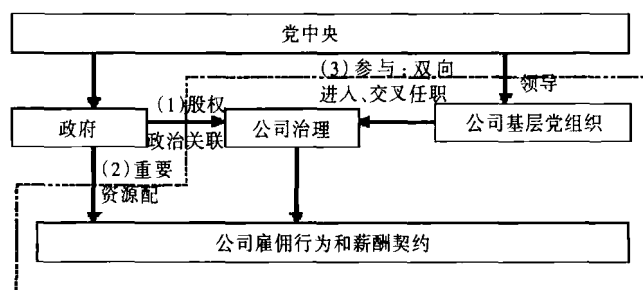 党中央
(3)参与:双向
进入、交叉任职
领导
(1)股权
政治关联
政府
公司治理
公司基层党组织
(2)重要
资源配
公司雇佣行为和薪酬契约